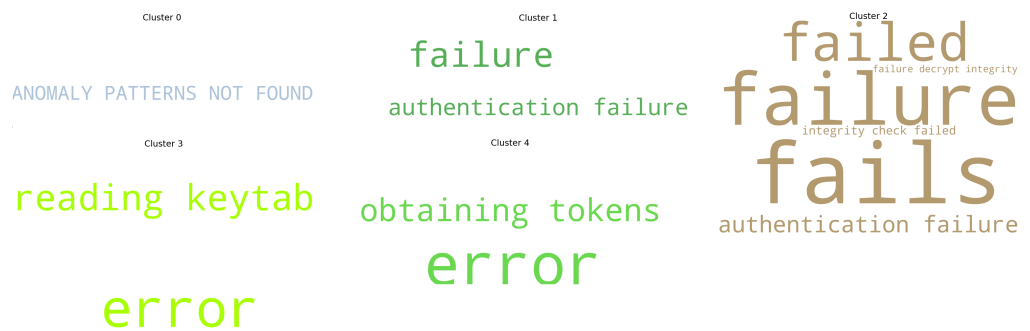 Cluster 0
ANOMALY PATTERNS NOT FOUND
Cluster 1
failure
authentication failure
Cluster 2
failed
failure decrypt integrity
failure
integrity check failed
fails
authentication failure
Cluster 3
reading keytab
error
Cluster 4
obtaining tokens
error